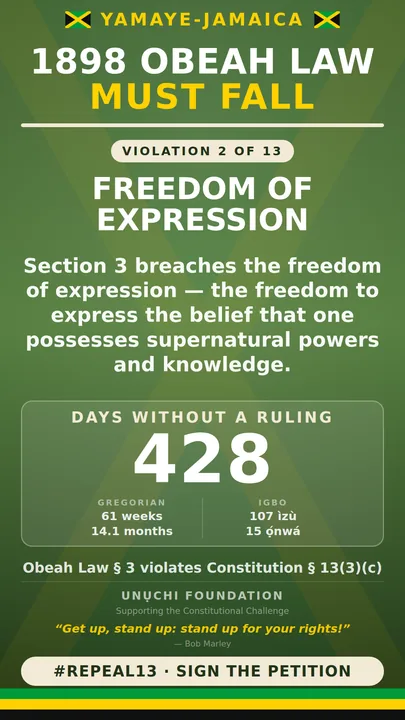 YAMAYE-JAMAICA
1898 OBEAH LAW
MUST FALL
VIOLATION 2 OF 13
FREEDOM OF
EXPRESSION
Section 3 breaches the freedom
of expression — the freedom to
express the belief that one
possesses supernatural powers
and knowledge.
DAYS WITHOUT A RULING
428
GREGORIAN
61 weeks
14.1 months
IGBO
107 ìzù
15 ọ́nwá
Obeah Law § 3 violates Constitution § 13(3)(c)
UNỤCHI FOUNDATION
Supporting the Constitutional Challenge
“Get up, stand up: stand up for your rights!”
— Bob Marley
#REPEAL13 · SIGN THE PETITION